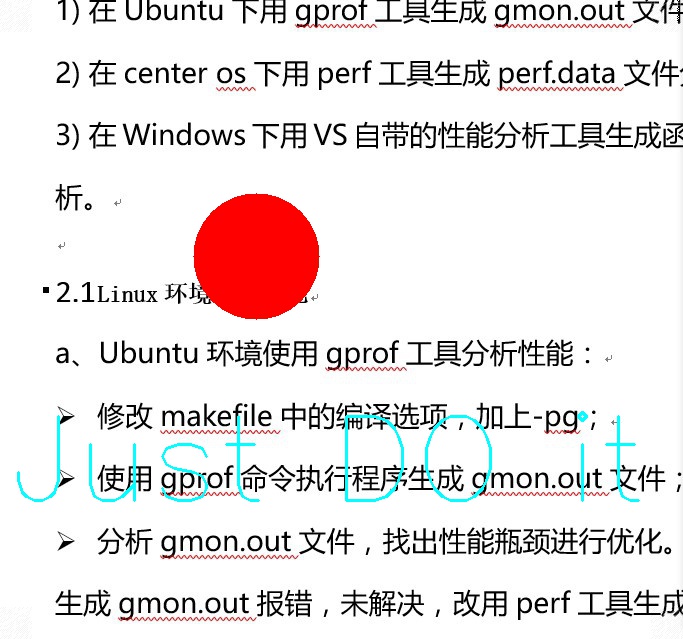 1) 在 Ubuntu 下用 gprof 工具生成 gmon.out 文件
2) 在 center os 下用 perf 工具生成 perf.data 文件
3) 在 Windows 下用 VS 自带的性能分析工具生成函
析。
2.1Linux 环境
a、Ubuntu 环境使用 gprof 工具分析性能：
➢ 修改 makefile 中的编译选项，加上-pg；
Just DO it
➢ 使用 gprof 命令执行程序生成 gmon.out 文件；
➢ 分析 gmon.out 文件，找出性能瓶颈进行优化。
生成 gmon.out 报错，未解决，改用 perf 工具生成